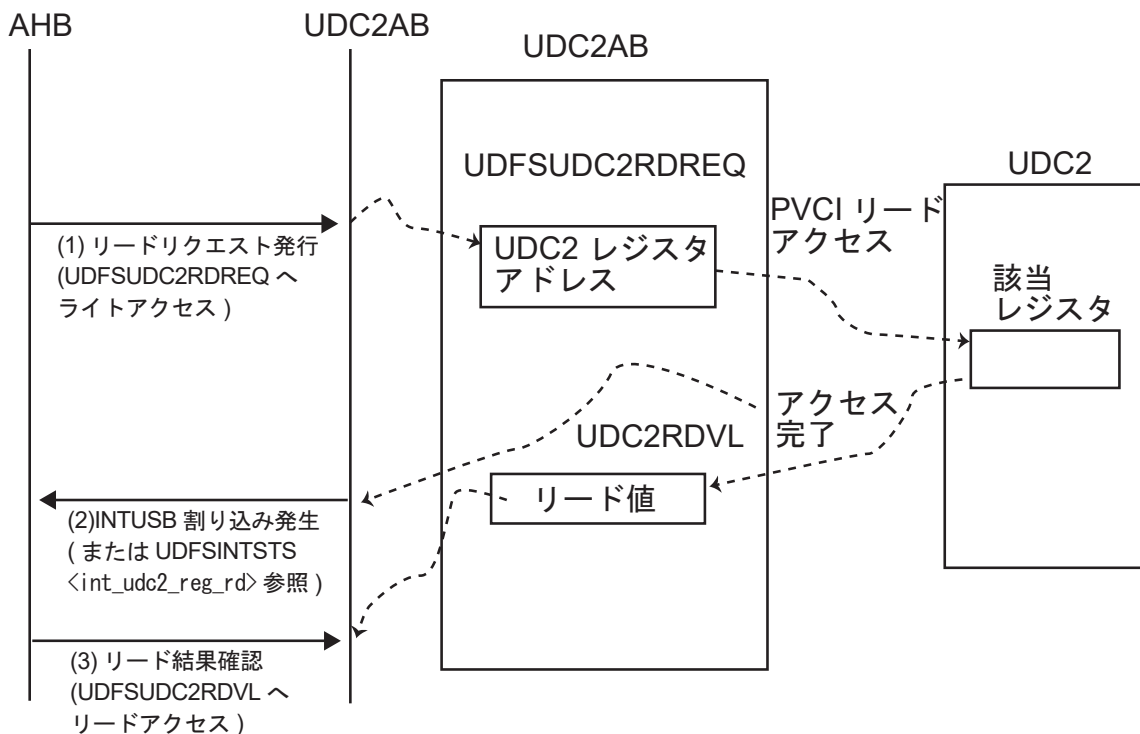 AHB
UDC2AB
UDC2AB
UDC2
UDFSUDC2RDREQ
PVCI リード
アクセス
(1) リードリクエスト発行
(UDFSUDC2RDREQ へ
ライトアクセス )
UDC2 レジスタ
アドレス
該当
レジスタ
アクセス
完了
UDC2RDVL
リード値
(2)INTUSB 割り込み発生
( または UDFSINTSTS
<int_udc2_reg_rd> 参照 )
(3) リード結果確認
(UDFSUDC2RDVL へ
リードアクセス )